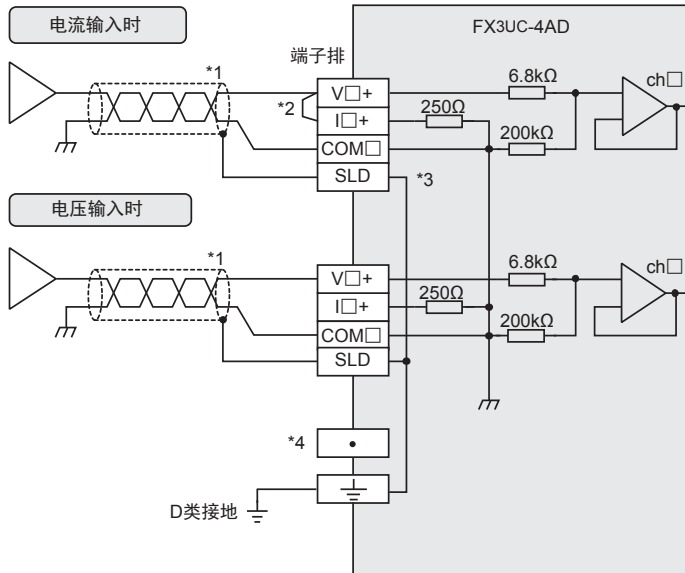 电流输入时
FX3UC-4AD
端子排
*1
*2
V□+
I□+
COM□
SLD
*3
250Ω
6.8kΩ
200kΩ
ch□
电压输入时
*1
V□+
I□+
COM□
SLD
250Ω
6.8kΩ
200kΩ
ch□
*4
D类接地